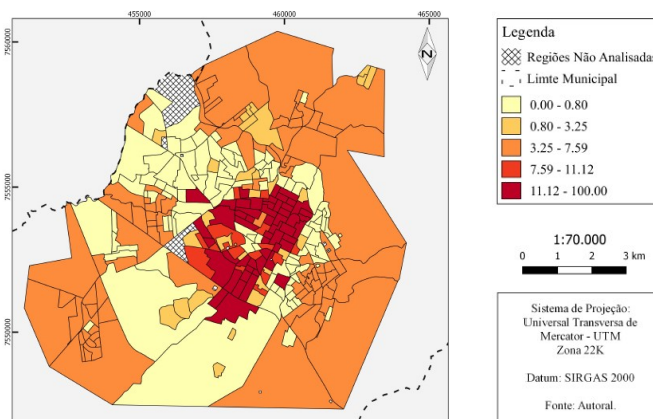 455000
460000
465000
7560000
7555000
7550000
N
Legenda
Regiões Não Analisadas
Limte Municipal
0.00 - 0.80
0.80 - 3.25
3.25 - 7.59
7.59 - 11.12
11.12 - 100.00
1:70.000
0 1 2 3 km
Sistema de Projeção:
Universal Transversa de
Mercator - UTM
Zona 22K
Datum: SIRGAS 2000
Fonte: Autoral.